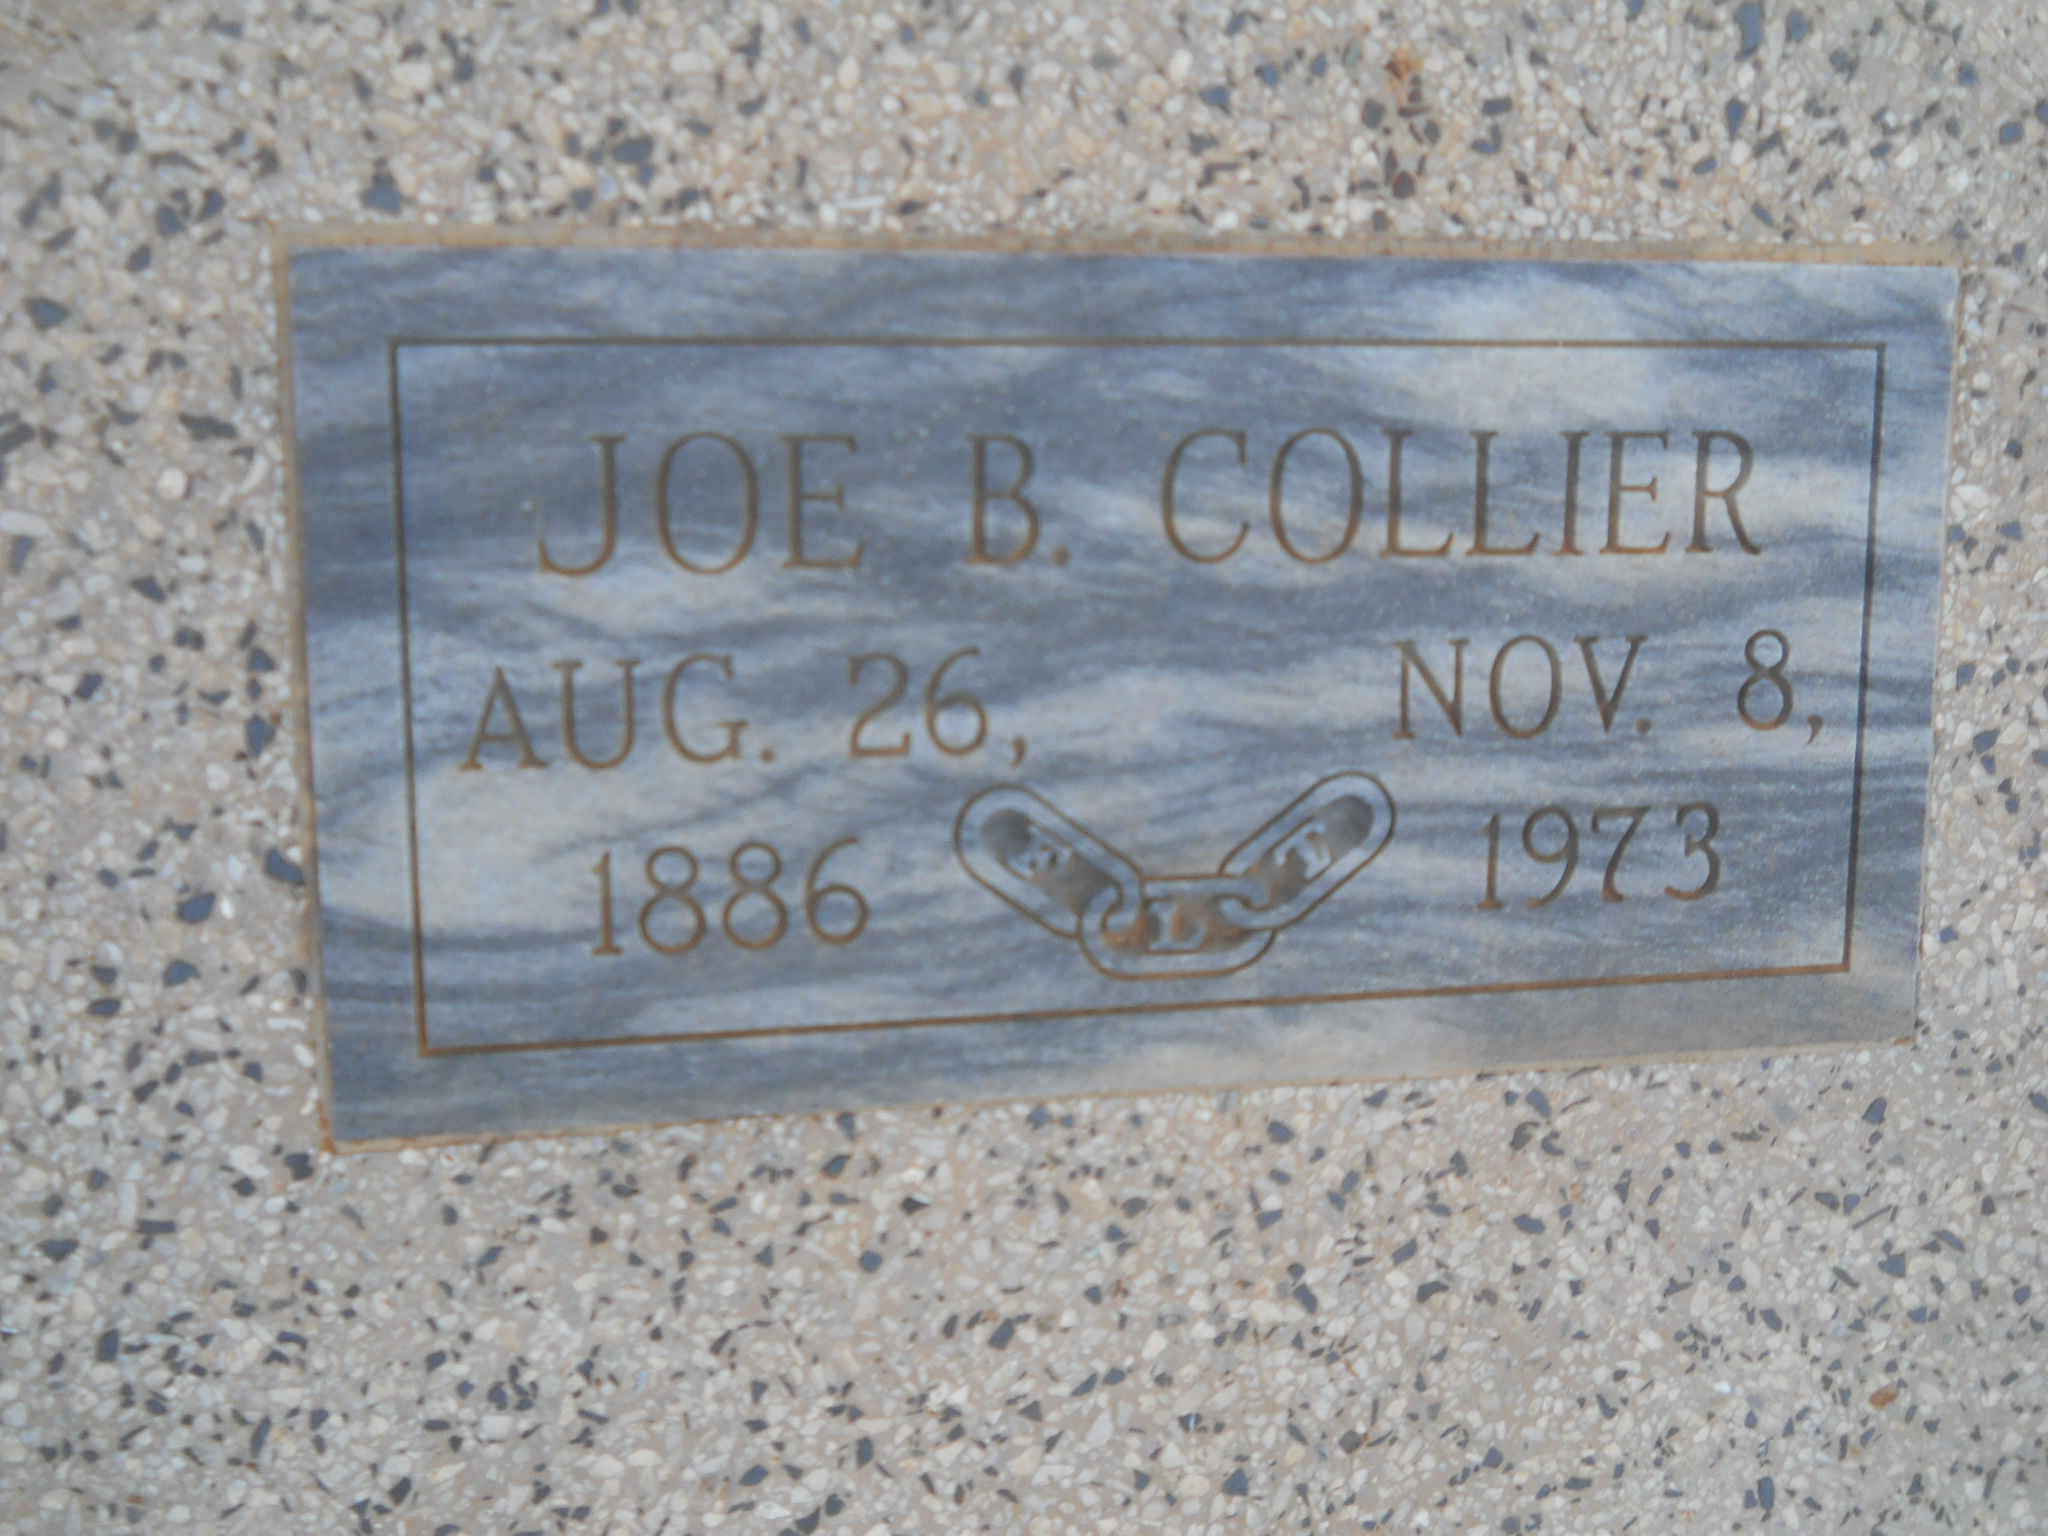 JOE B. COLLIER
AUG. 26,
1886
NOV. 8,
1973
F L T